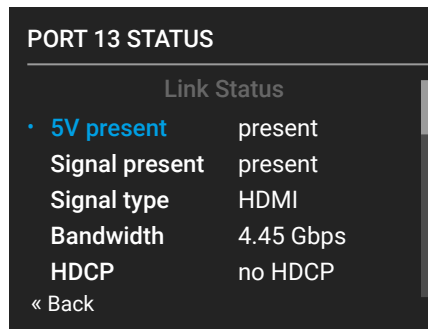 PORT 13 STATUS
Link Status
• 5V present present
Signal present present
Signal type HDMI
Bandwidth 4.45 Gbps
HDCP no HDCP
« Back